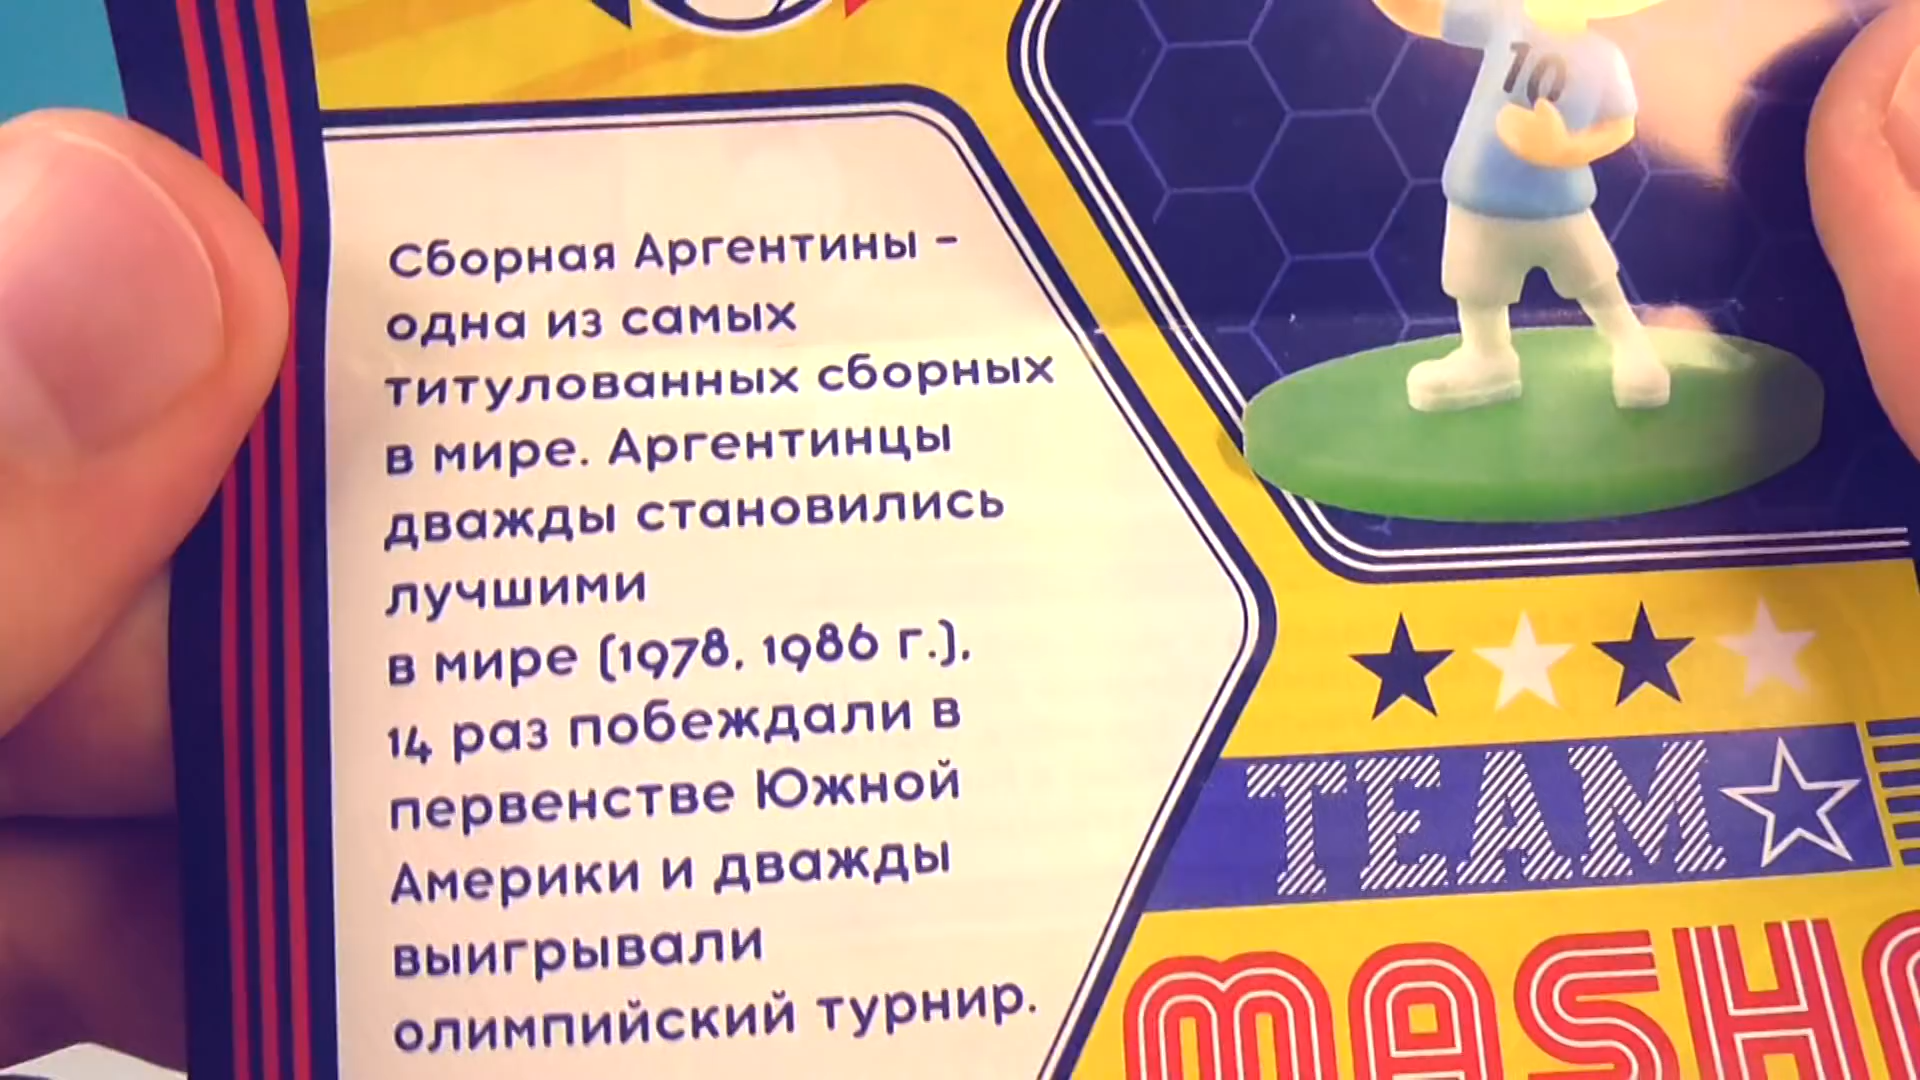 Сборная Аргентины -
одна из самых
титулованных сборных
в мире. Аргентинцы
дважды становились
лучшими
в мире (1978, 1986 г.),
14 раз побеждали в
первенстве Южной
Америки и дважды
выигрывали
олимпийский турнир.
10
TEAM